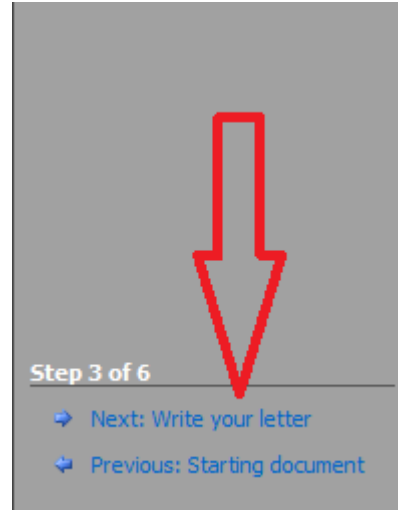 Step 3 of 6
Next: Write your letter
Previous: Starting document